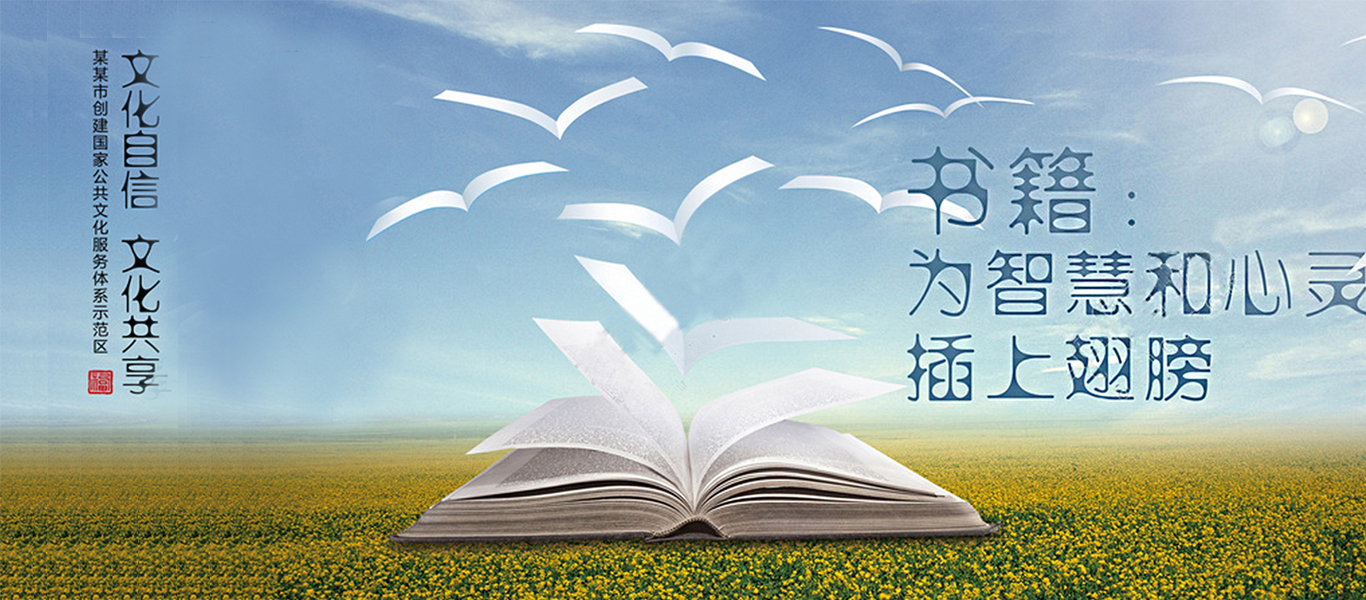 文化自信 文化共享
某某市创建国家公共文化服务体系示范区
书籍：
为智慧和心灵
插上翅膀